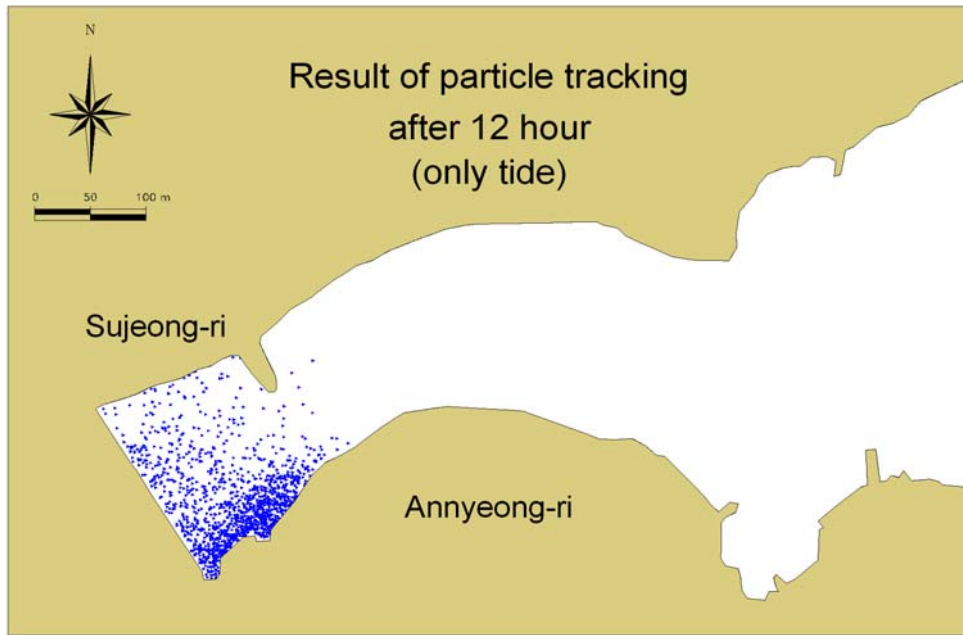 N
Result of particle tracking
after 12 hour
(only tide)
0 50 100 m
Sujeong-ri
Annyeong-ri